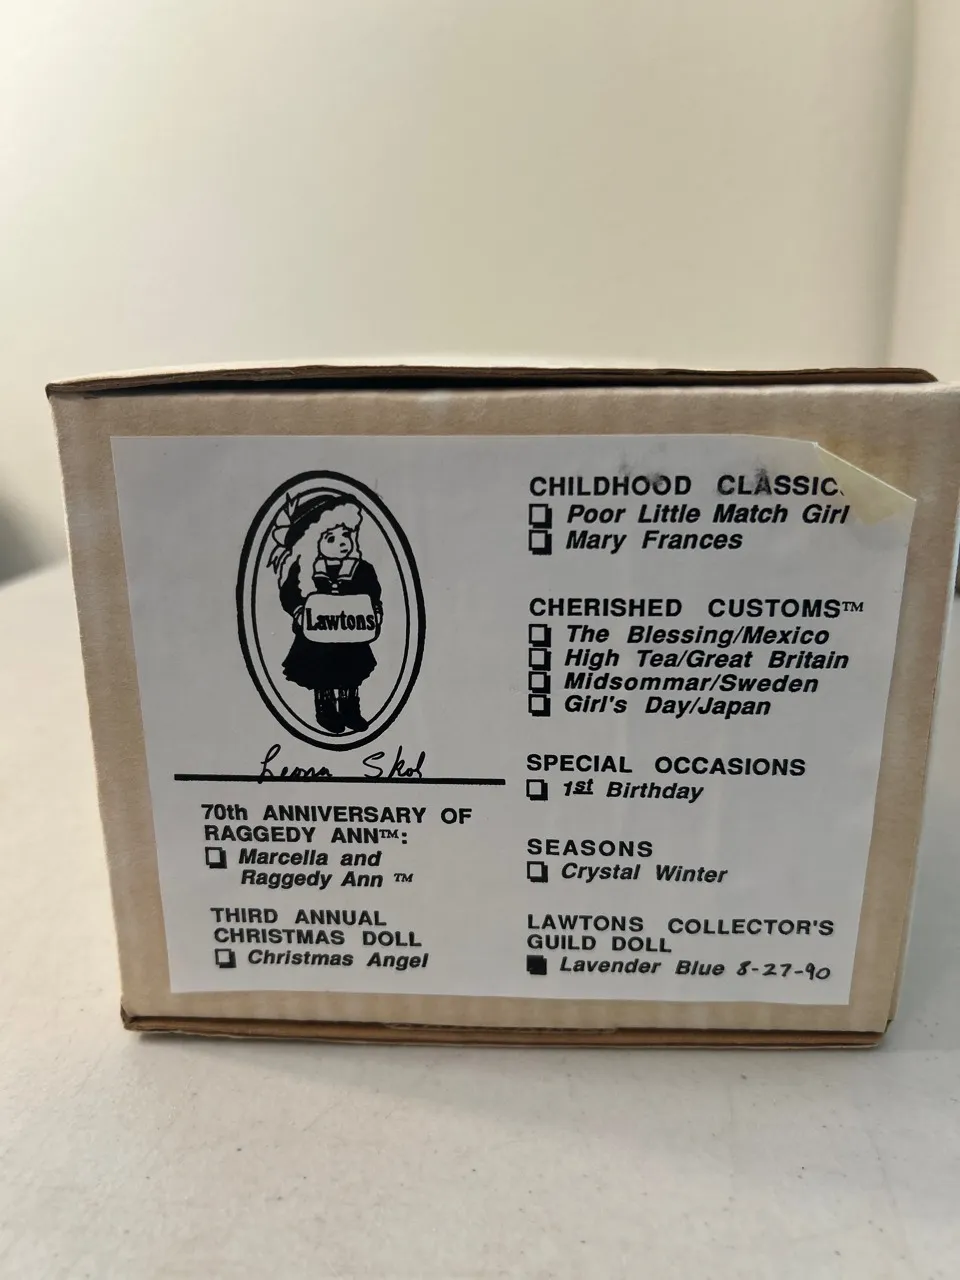 Lawtons
70th ANNIVERSARY OF
RAGGEDY ANN™:
Marcella and
Raggedy Ann ™
THIRD ANNUAL
CHRISTMAS DOLL
Christmas Angel
CHILDHOOD CLASSIC
Poor Little Match Girl
Mary Frances
CHERISHED CUSTOMS™
The Blessing/Mexico
High Tea/Great Britain
Midsommar/Sweden
Girl's Day/Japan
SPECIAL OCCASIONS
1st Birthday
SEASONS
Crystal Winter
LAWTONS COLLECTOR'S
GUILD DOLL
Lavender Blue 8-27-90